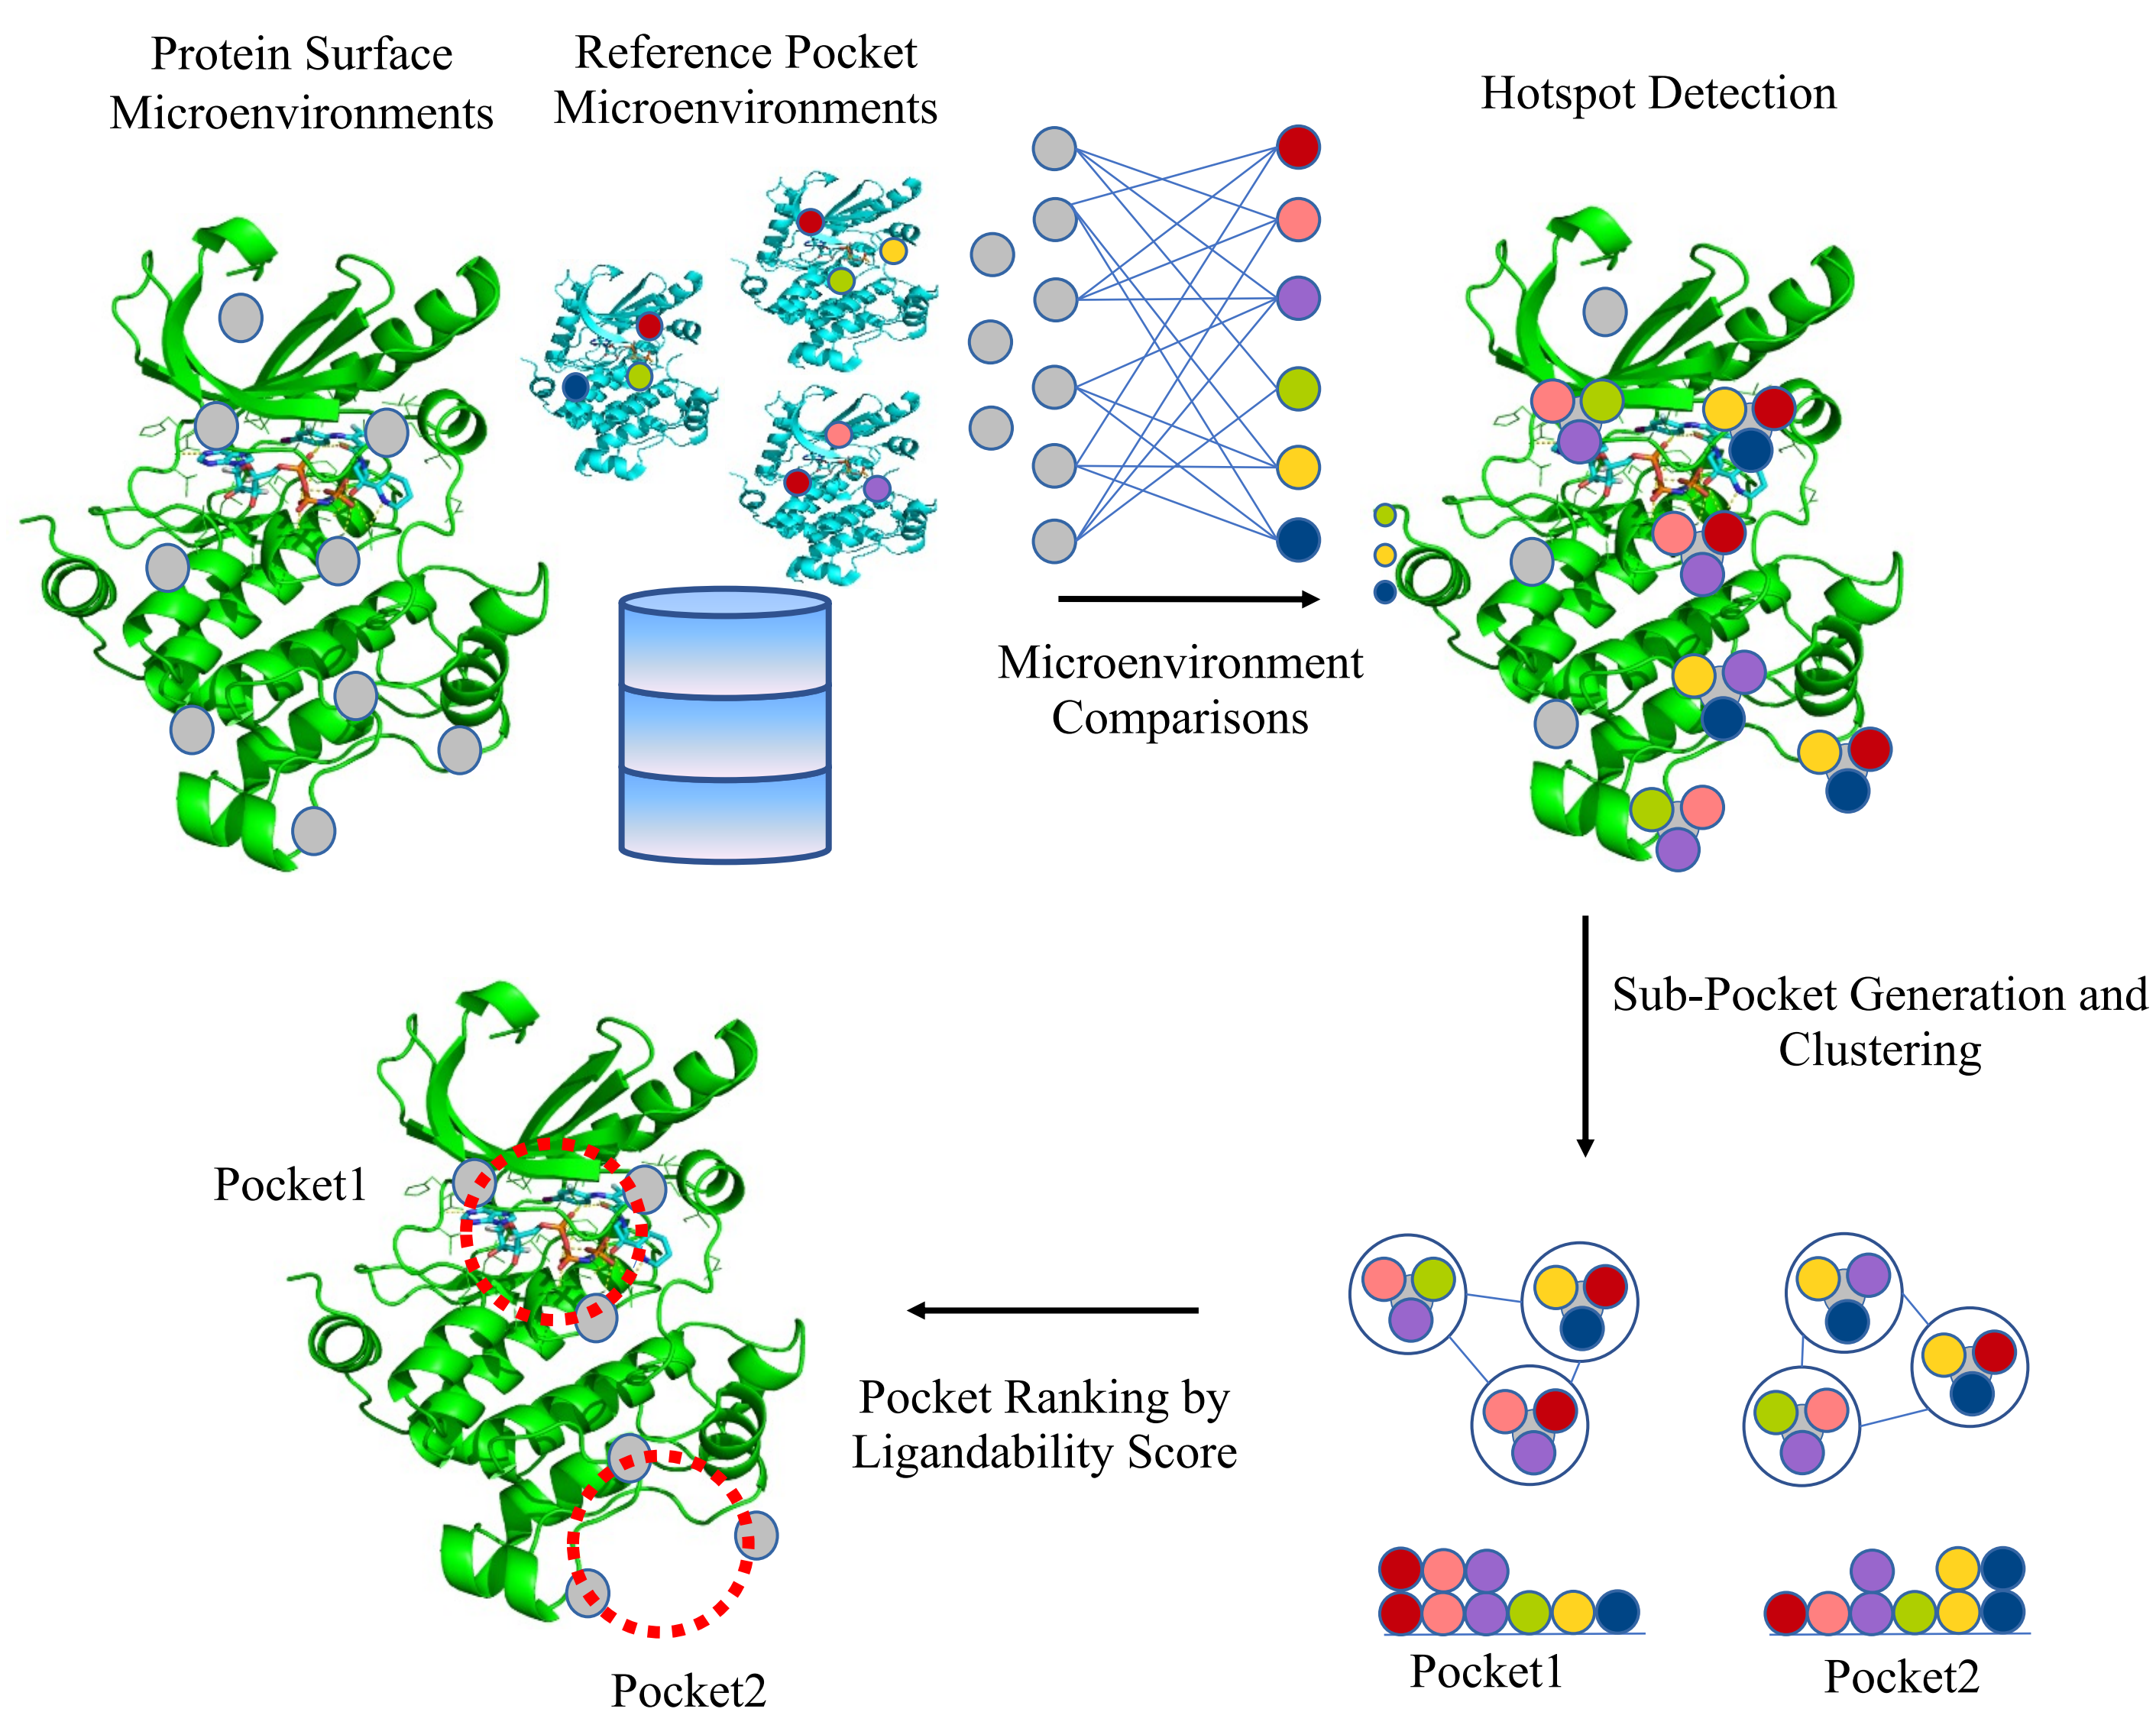 Protein Surface
Microenvironments
Reference Pocket
Microenvironments
Hotspot Detection
Microenvironment
Comparisons
Sub-Pocket Generation and
Clustering
Pocket1
Pocket Ranking by
Ligandability Score
Pocket2
Pocket1
Pocket2